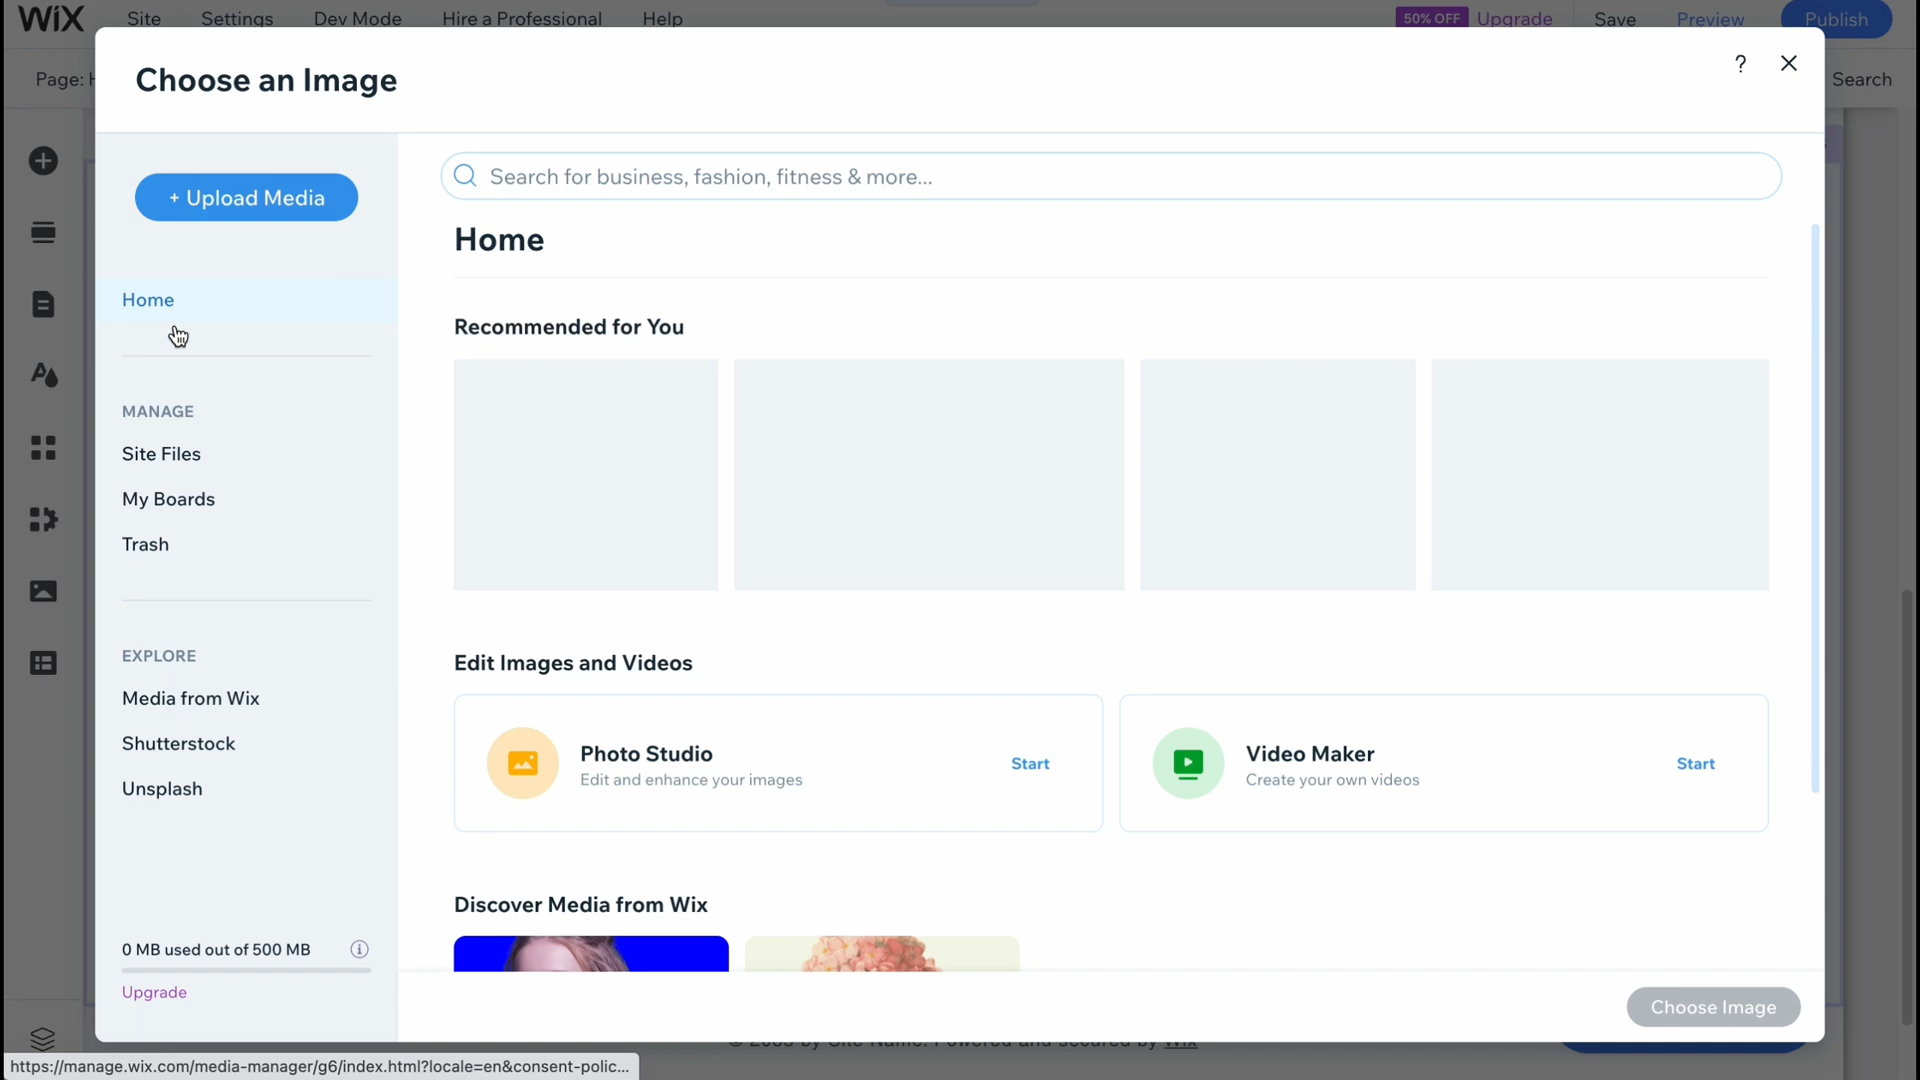 WiX Site Settings Dev Mode Hire a Professional Help 50% OFF Upgrade Save Preview Publish
Page: H Search
Choose an Image ?
+ Upload Media
Search for business, fashion, fitness & more...
Home
Home
MANAGE
Site Files
My Boards
Trash
EXPLORE
Media from Wix
Shutterstock
Unsplash
0 MB used out of 500 MB
Upgrade
Recommended for You
Edit Images and Videos
Photo Studio
Edit and enhance your images
Start
Video Maker
Create your own videos
Start
Discover Media from Wix
Choose Image
by Site Name. Powered and secured by Wix
https://manage.wix.com/media-manager/g6/index.html?locale=en&consent-polic...